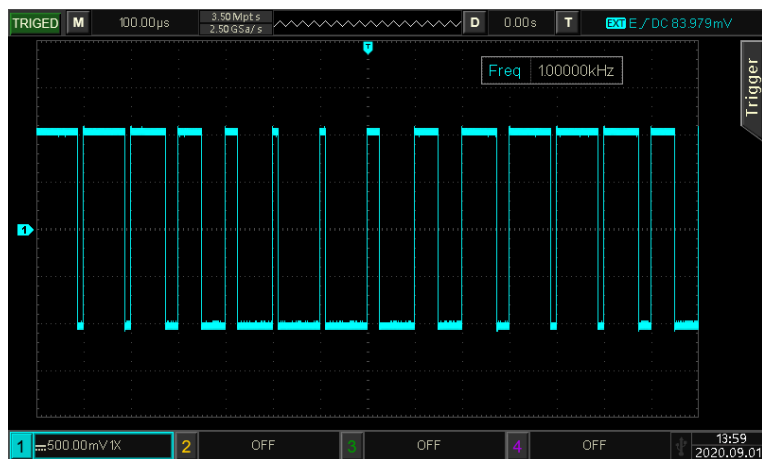 TRIGED M 100.00μs 3.50Mpts D 0.00s T EXT E DC 83.979mV
2.50GSa/s
T
Freq 1.00000kHz
Trigger
1
1 500.00mV 1X 2 OFF 3 OFF 4 OFF 13:59
2020.09.01